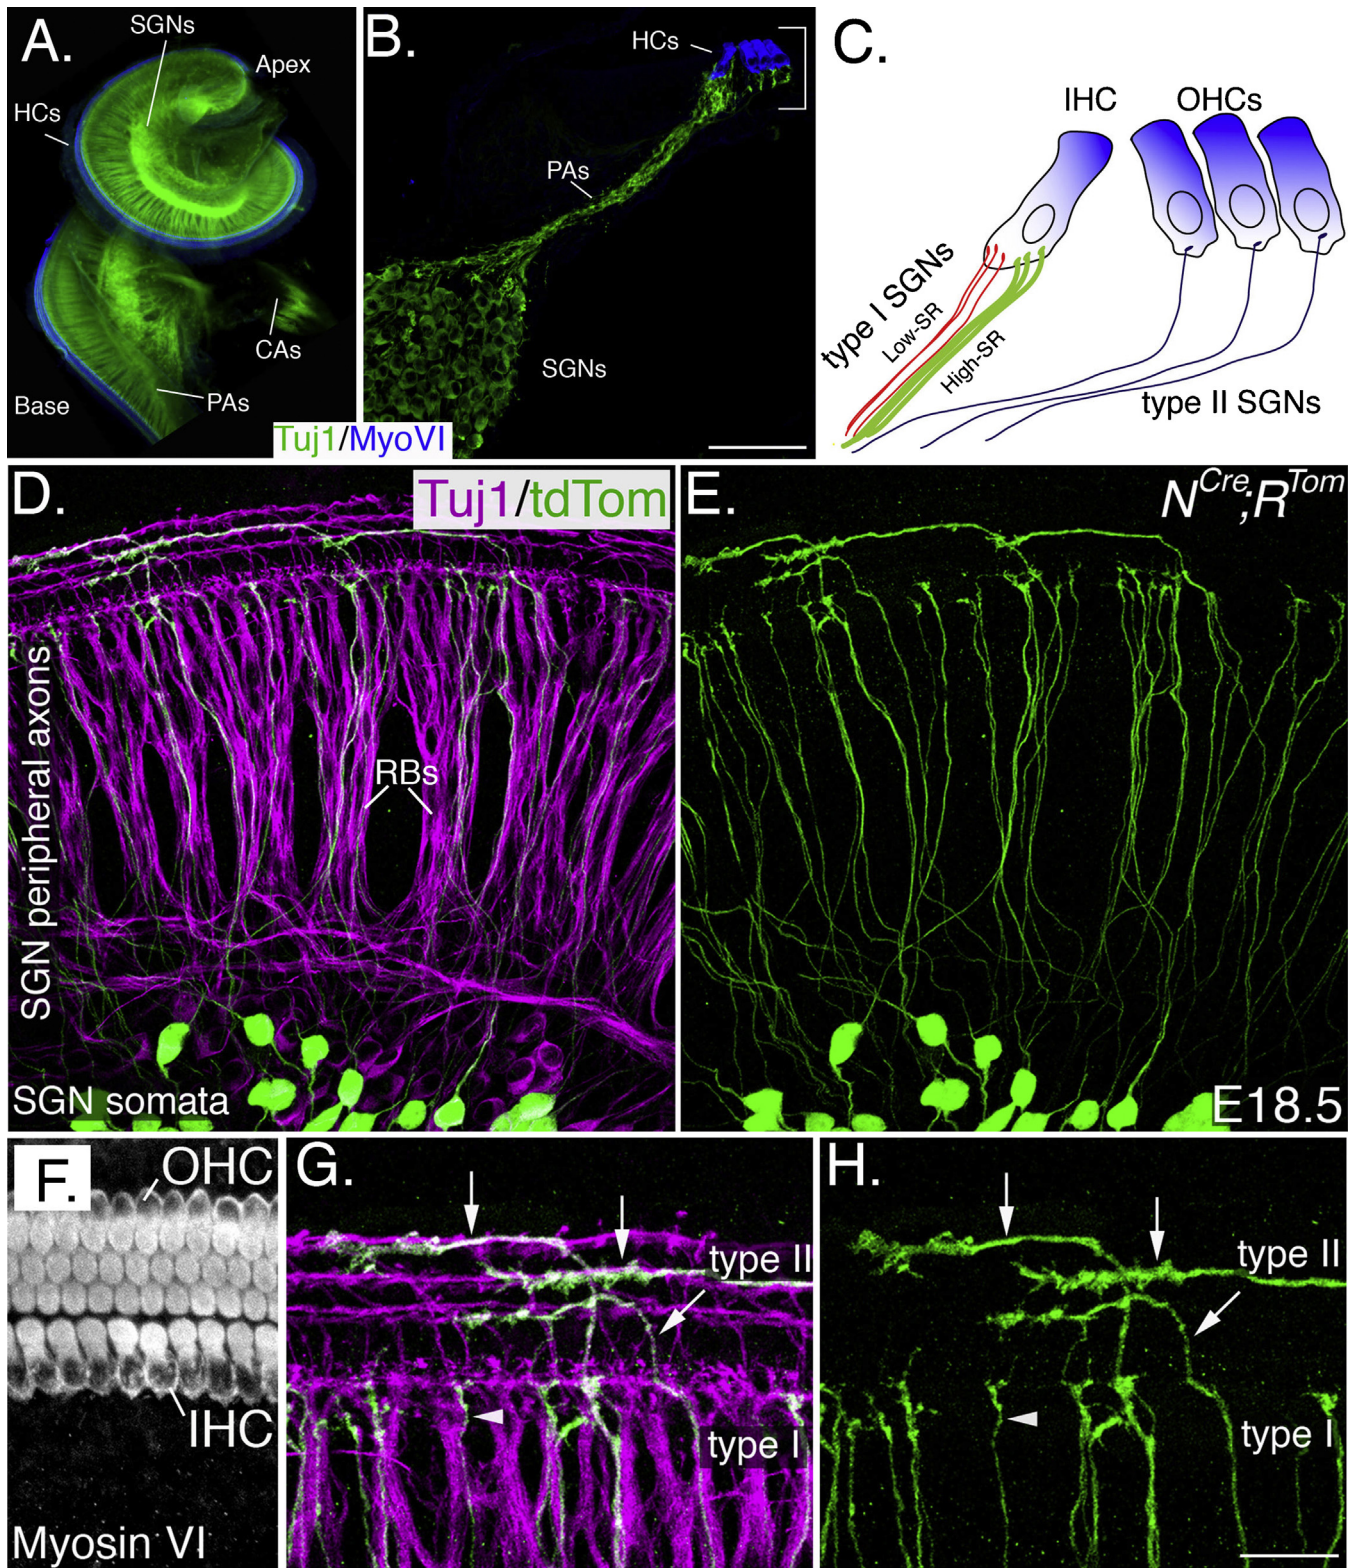 A.
SGNs
Apex
HCs
CAs
Base
PAs
Tuj1/MyoVI
B.
HCs
PAs
SGNs
C.
IHC
OHCs
type I SGNs
Low-SR
High-SR
type II SGNs
D.
Tuj1/tdTom
RBs
SGN peripheral axons
SGN somata
E.
N^Cre;R^Tom
E18.5
F.
OHC
IHC
Myosin VI
G.
type II
type I
H.
type II
type I